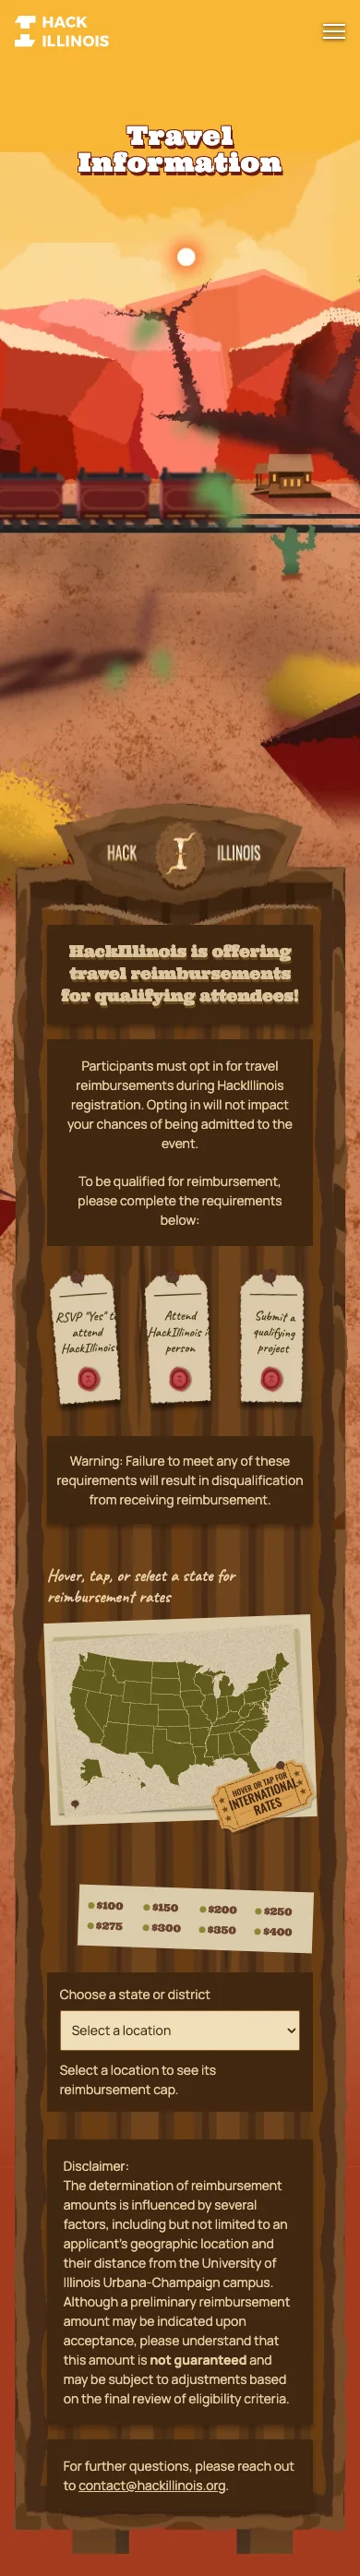 HACK
ILLINOIS
Travel
Information
HACK ILLINOIS
HackIllinois is offering
travel reimbursements
for qualifying attendees!
Participants must opt in for travel
reimbursements during HackIllinois
registration. Opting in will not impact
your chances of being admitted to the
event.
To be qualified for reimbursement,
please complete the requirements
below:
RSVP "Yes" t
attend
HackIllinois
Attend
HackIllinois i
person
Submit a
qualifying
project
Warning: Failure to meet any of these
requirements will result in disqualification
from receiving reimbursement.
Hover, tap, or select a state for
reimbursement rates
HOVER OR TAP FOR
INTERNATIONAL
RATES
$100 $150 $200 $250
$275 $300 $350 $400
Choose a state or district
Select a location
Select a location to see its
reimbursement cap.
Disclaimer:
The determination of reimbursement
amounts is influenced by several
factors, including but not limited to an
applicant's geographic location and
their distance from the University of
Illinois Urbana-Champaign campus.
Although a preliminary reimbursement
amount may be indicated upon
acceptance, please understand that
this amount is not guaranteed and
may be subject to adjustments based
on the final review of eligibility criteria.
For further questions, please reach out
to contact@hackillinois.org.